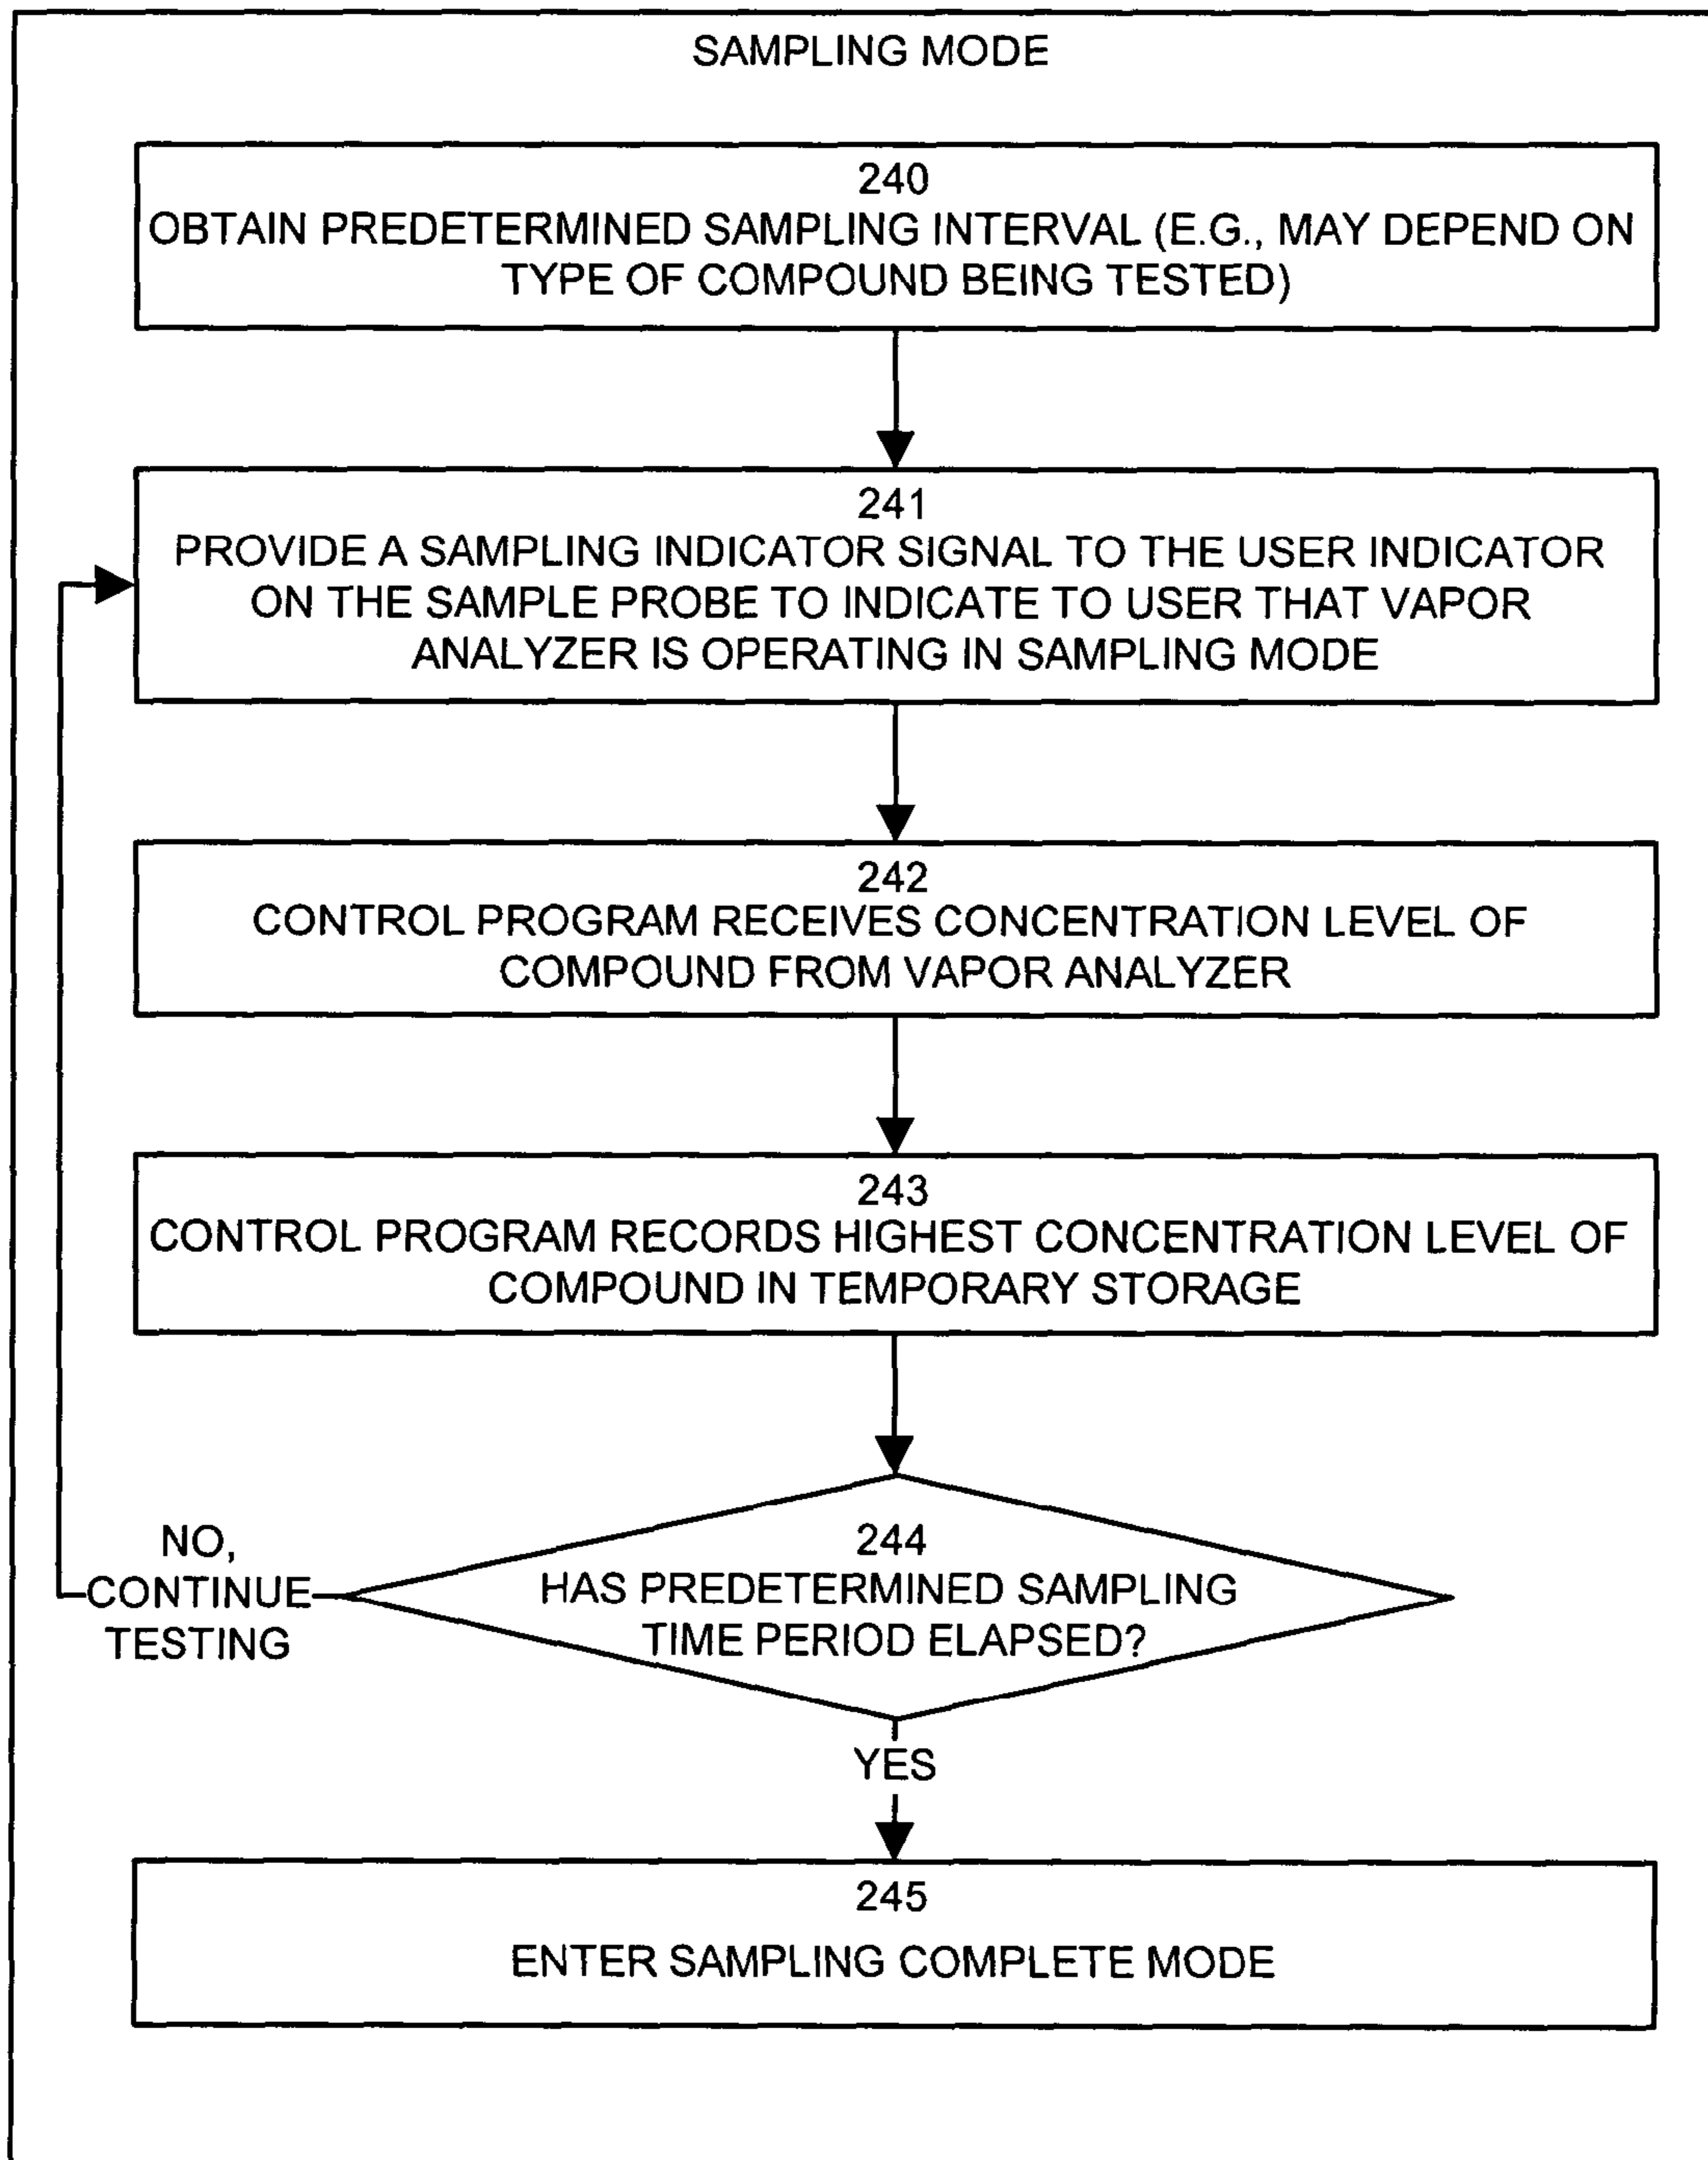 SAMPLING MODE
240
OBTAIN PREDETERMINED SAMPLING INTERVAL (E.G., MAY DEPEND ON
TYPE OF COMPOUND BEING TESTED)
241
PROVIDE A SAMPLING INDICATOR SIGNAL TO THE USER INDICATOR
ON THE SAMPLE PROBE TO INDICATE TO USER THAT VAPOR
ANALYZER IS OPERATING IN SAMPLING MODE
242
CONTROL PROGRAM RECEIVES CONCENTRATION LEVEL OF
COMPOUND FROM VAPOR ANALYZER
243
CONTROL PROGRAM RECORDS HIGHEST CONCENTRATION LEVEL OF
COMPOUND IN TEMPORARY STORAGE
244
HAS PREDETERMINED SAMPLING
TIME PERIOD ELAPSED?
NO,
CONTINUE
TESTING
YES
245
ENTER SAMPLING COMPLETE MODE